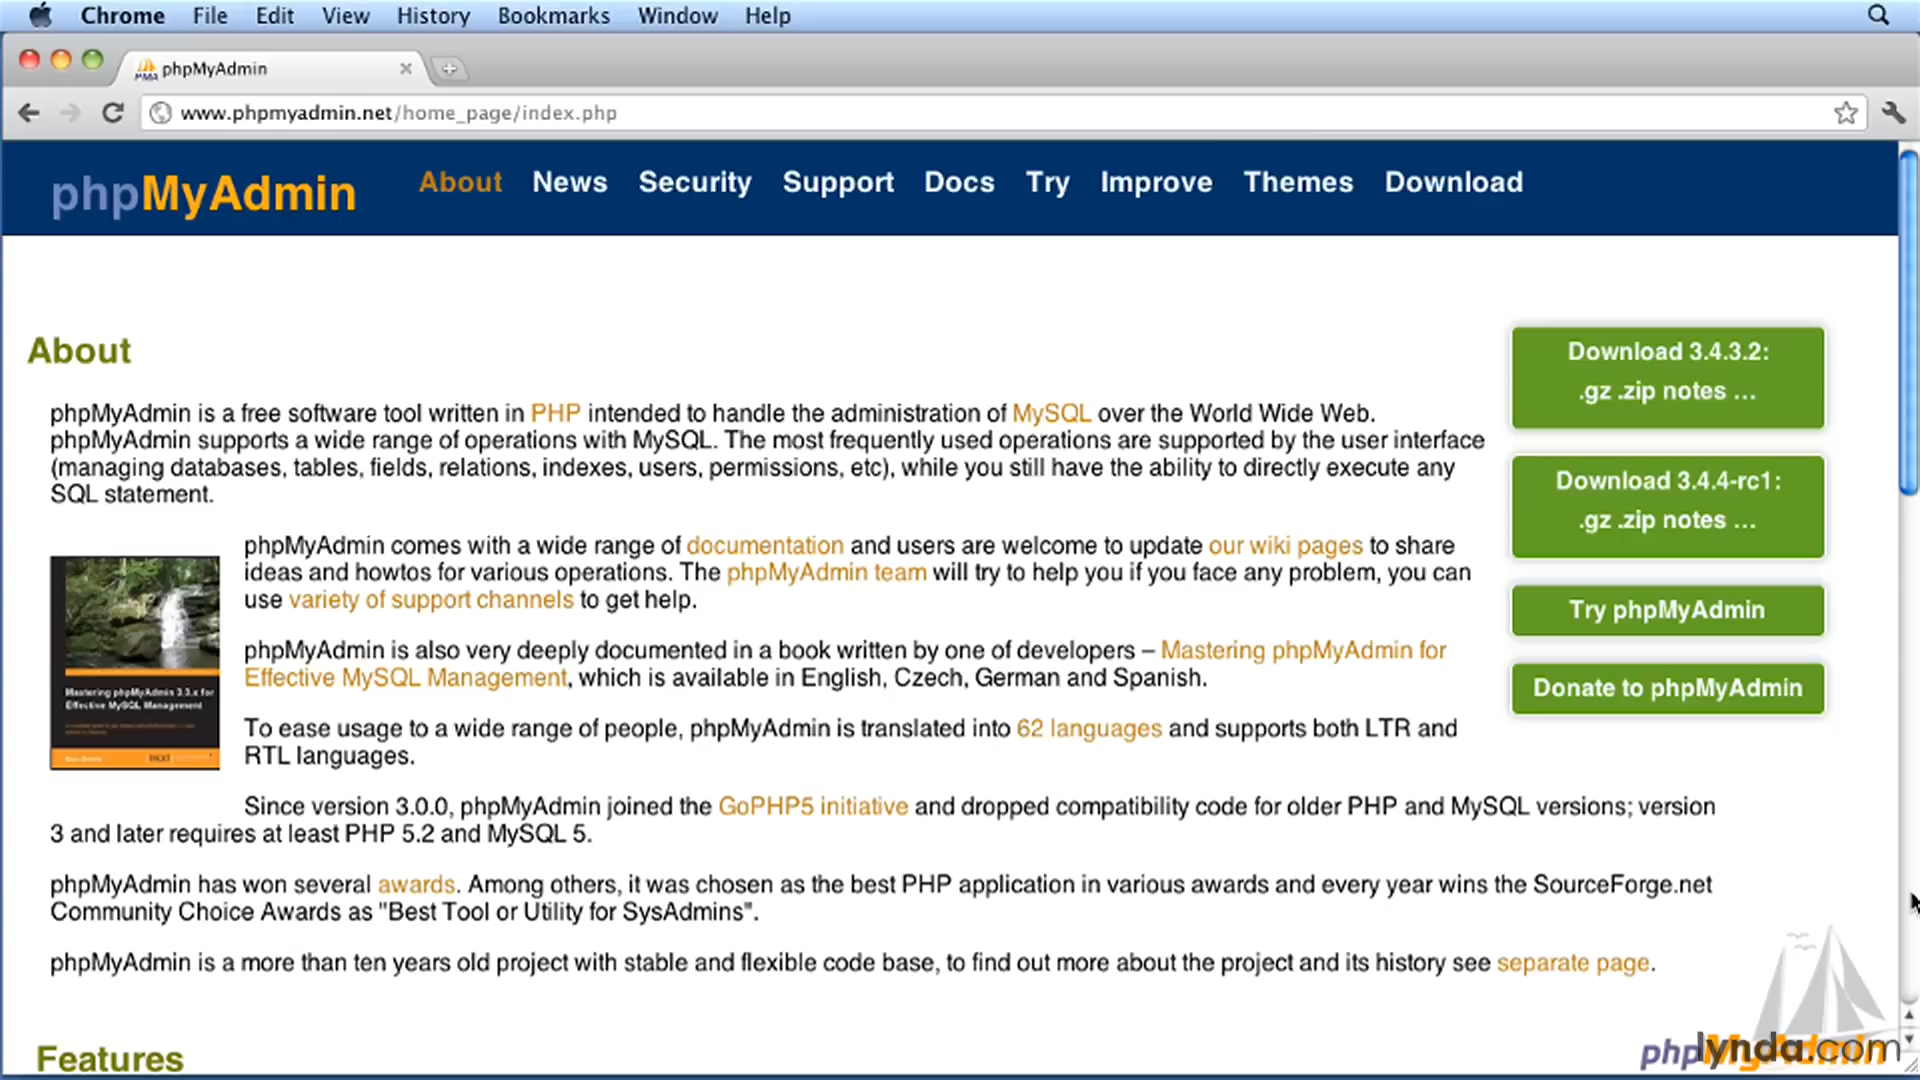 Chrome File Edit View History Bookmarks Window Help
phpMyAdmin
www.phpmyadmin.net/home_page/index.php
phpMyAdmin
About News Security Support Docs Try Improve Themes Download
About
phpMyAdmin is a free software tool written in PHP intended to handle the administration of MySQL over the World Wide Web.
phpMyAdmin supports a wide range of operations with MySQL. The most frequently used operations are supported by the user interface
(managing databases, tables, fields, relations, indexes, users, permissions, etc), while you still have the ability to directly execute any
SQL statement.
phpMyAdmin comes with a wide range of documentation and users are welcome to update our wiki pages to share
ideas and howtos for various operations. The phpMyAdmin team will try to help you if you face any problem, you can
use variety of support channels to get help.
Mastering phpMyAdmin 3.3.x for
Effective MySQL Management
phpMyAdmin is also very deeply documented in a book written by one of developers – Mastering phpMyAdmin for
Effective MySQL Management, which is available in English, Czech, German and Spanish.
To ease usage to a wide range of people, phpMyAdmin is translated into 62 languages and supports both LTR and
RTL languages.
Since version 3.0.0, phpMyAdmin joined the GoPHP5 initiative and dropped compatibility code for older PHP and MySQL versions; version
3 and later requires at least PHP 5.2 and MySQL 5.
phpMyAdmin has won several awards. Among others, it was chosen as the best PHP application in various awards and every year wins the SourceForge.net
Community Choice Awards as "Best Tool or Utility for SysAdmins".
phpMyAdmin is a more than ten years old project with stable and flexible code base, to find out more about the project and its history see separate page.
Download 3.4.3.2:
.gz .zip notes ...
Download 3.4.4-rc1:
.gz .zip notes ...
Try phpMyAdmin
Donate to phpMyAdmin
Features
phpMyAdmin
lynda.com